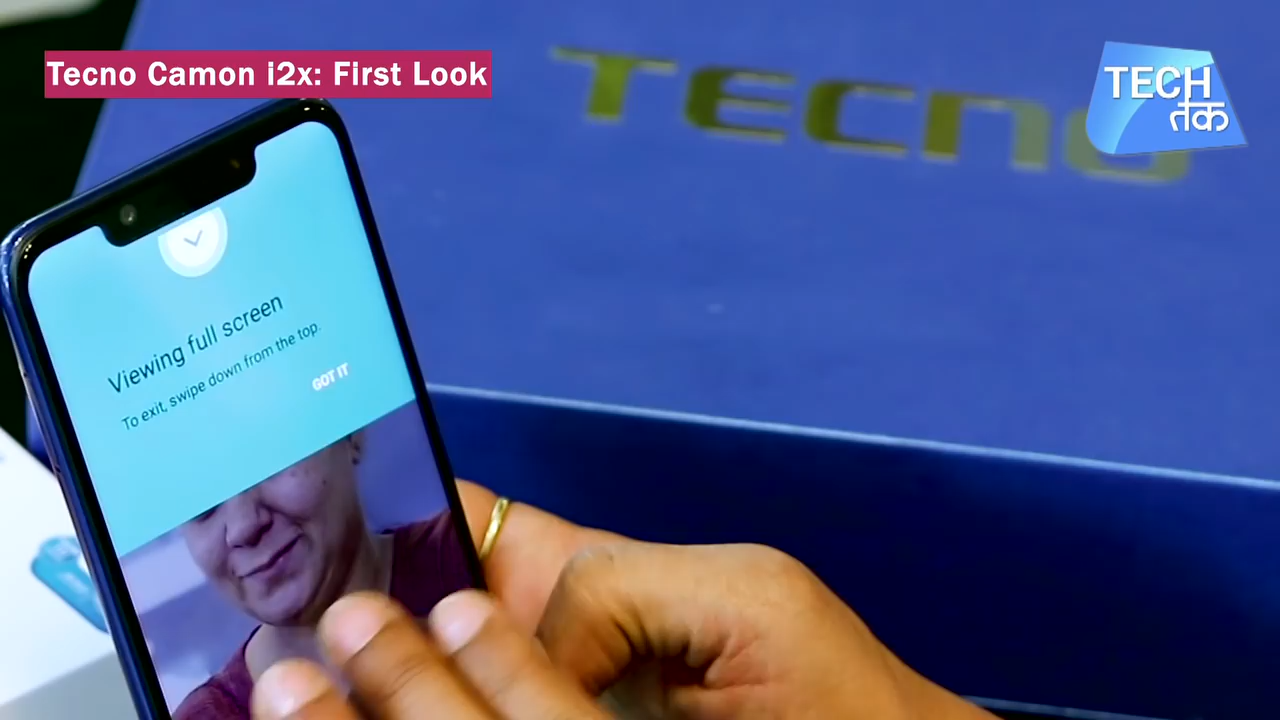 Tecno Camon i2x: First Look
TECNO
TECH
तक
Viewing full screen
To exit, swipe down from the top.
GOT IT